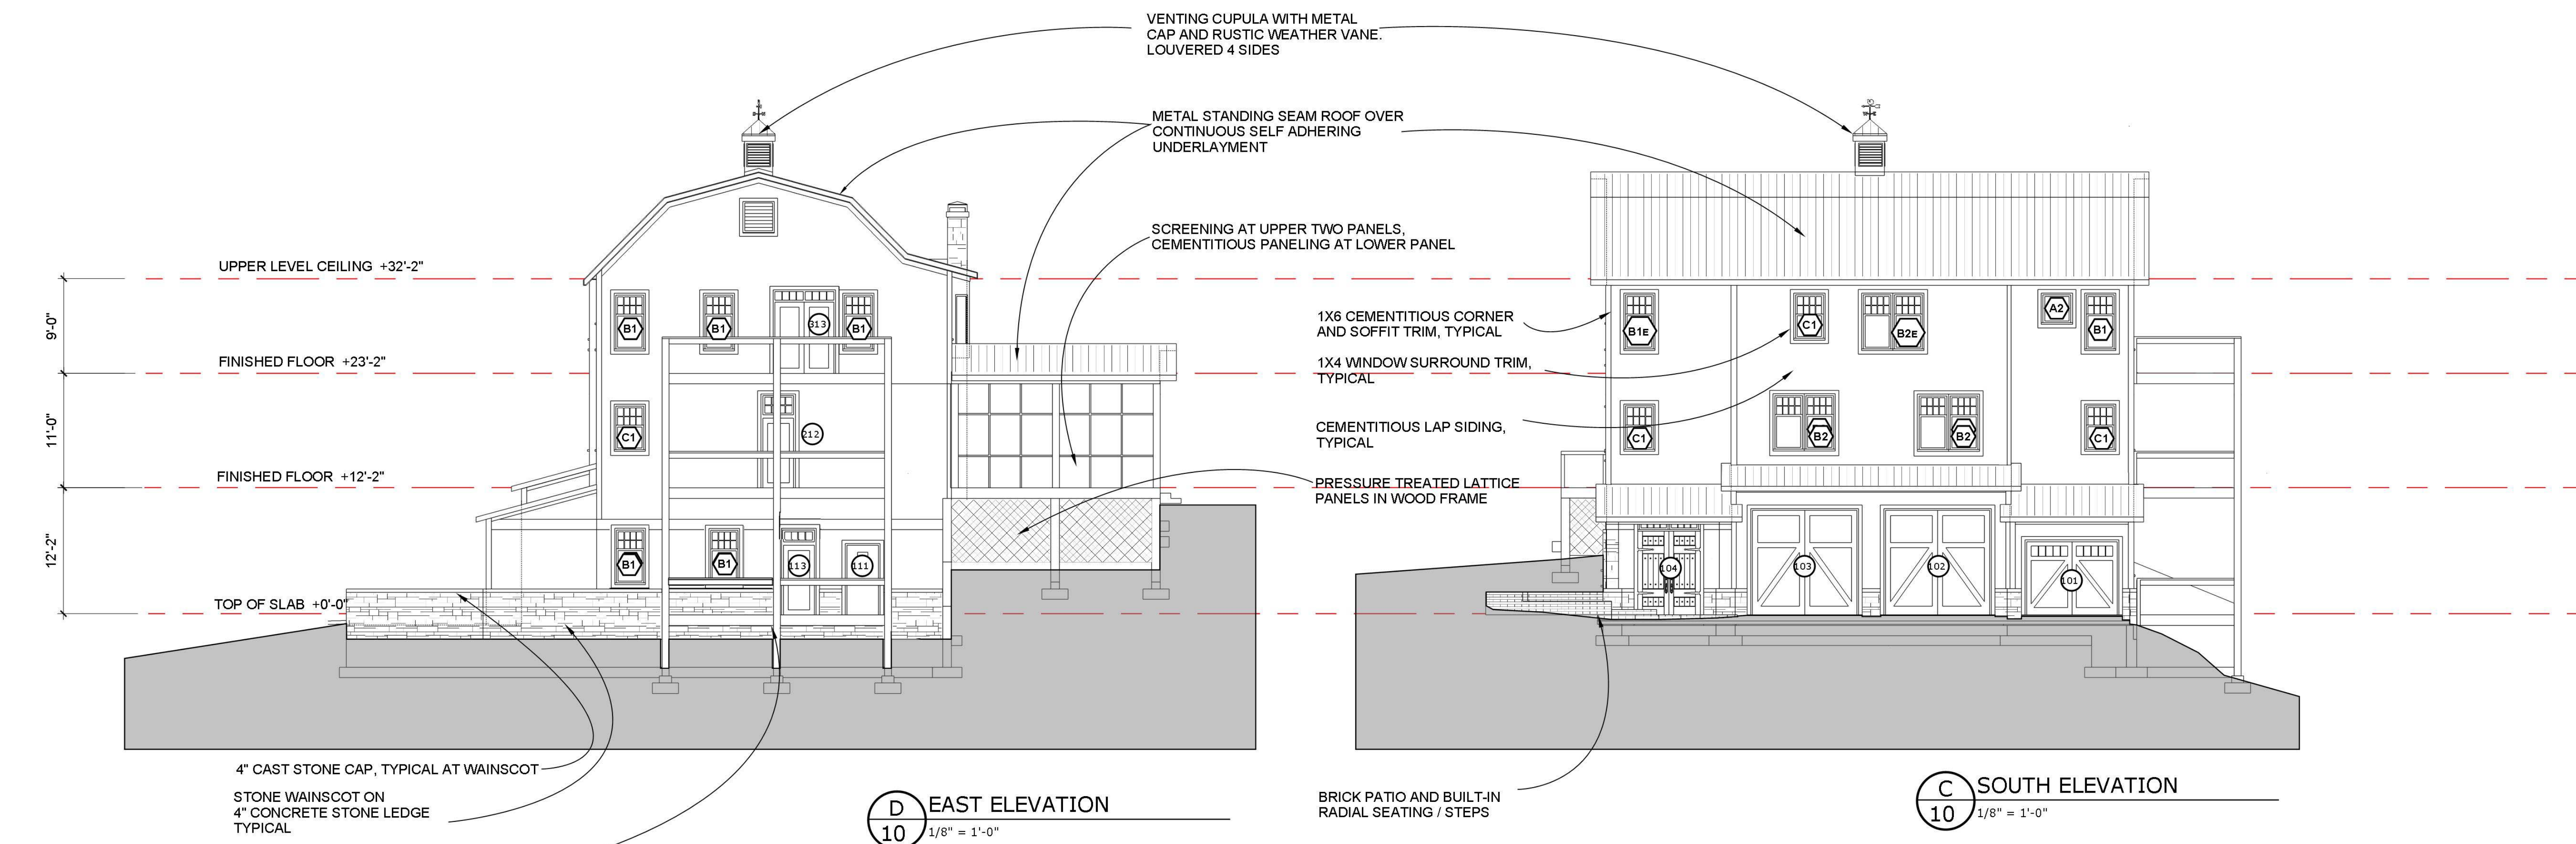 VENTING CUPULA WITH METAL
CAP AND RUSTIC WEATHER VANE.
LOUVERED 4 SIDES
METAL STANDING SEAM ROOF OVER
CONTINUOUS SELF ADHERING
UNDERLAYMENT
SCREENING AT UPPER TWO PANELS,
CEMENTITIOUS PANELING AT LOWER PANEL
UPPER LEVEL CEILING +32'-2"
9'-0"
FINISHED FLOOR +23'-2"
11'-0"
FINISHED FLOOR +12'-2"
12'-2"
TOP OF SLAB +0'-0"
B1
B1
313
B1
C1
212
B1
B1
113
111
1X6 CEMENTITIOUS CORNER
AND SOFFIT TRIM, TYPICAL
1X4 WINDOW SURROUND TRIM,
TYPICAL
CEMENTITIOUS LAP SIDING,
TYPICAL
PRESSURE TREATED LATTICE
PANELS IN WOOD FRAME
B1E
C1
B2E
A2
B1
C1
B2
B2
C1
104
103
102
101
4" CAST STONE CAP, TYPICAL AT WAINSCOT
STONE WAINSCOT ON
4" CONCRETE STONE LEDGE
TYPICAL
D
10
EAST ELEVATION
1/8" = 1'-0"
BRICK PATIO AND BUILT-IN
RADIAL SEATING / STEPS
C
10
SOUTH ELEVATION
1/8" = 1'-0"